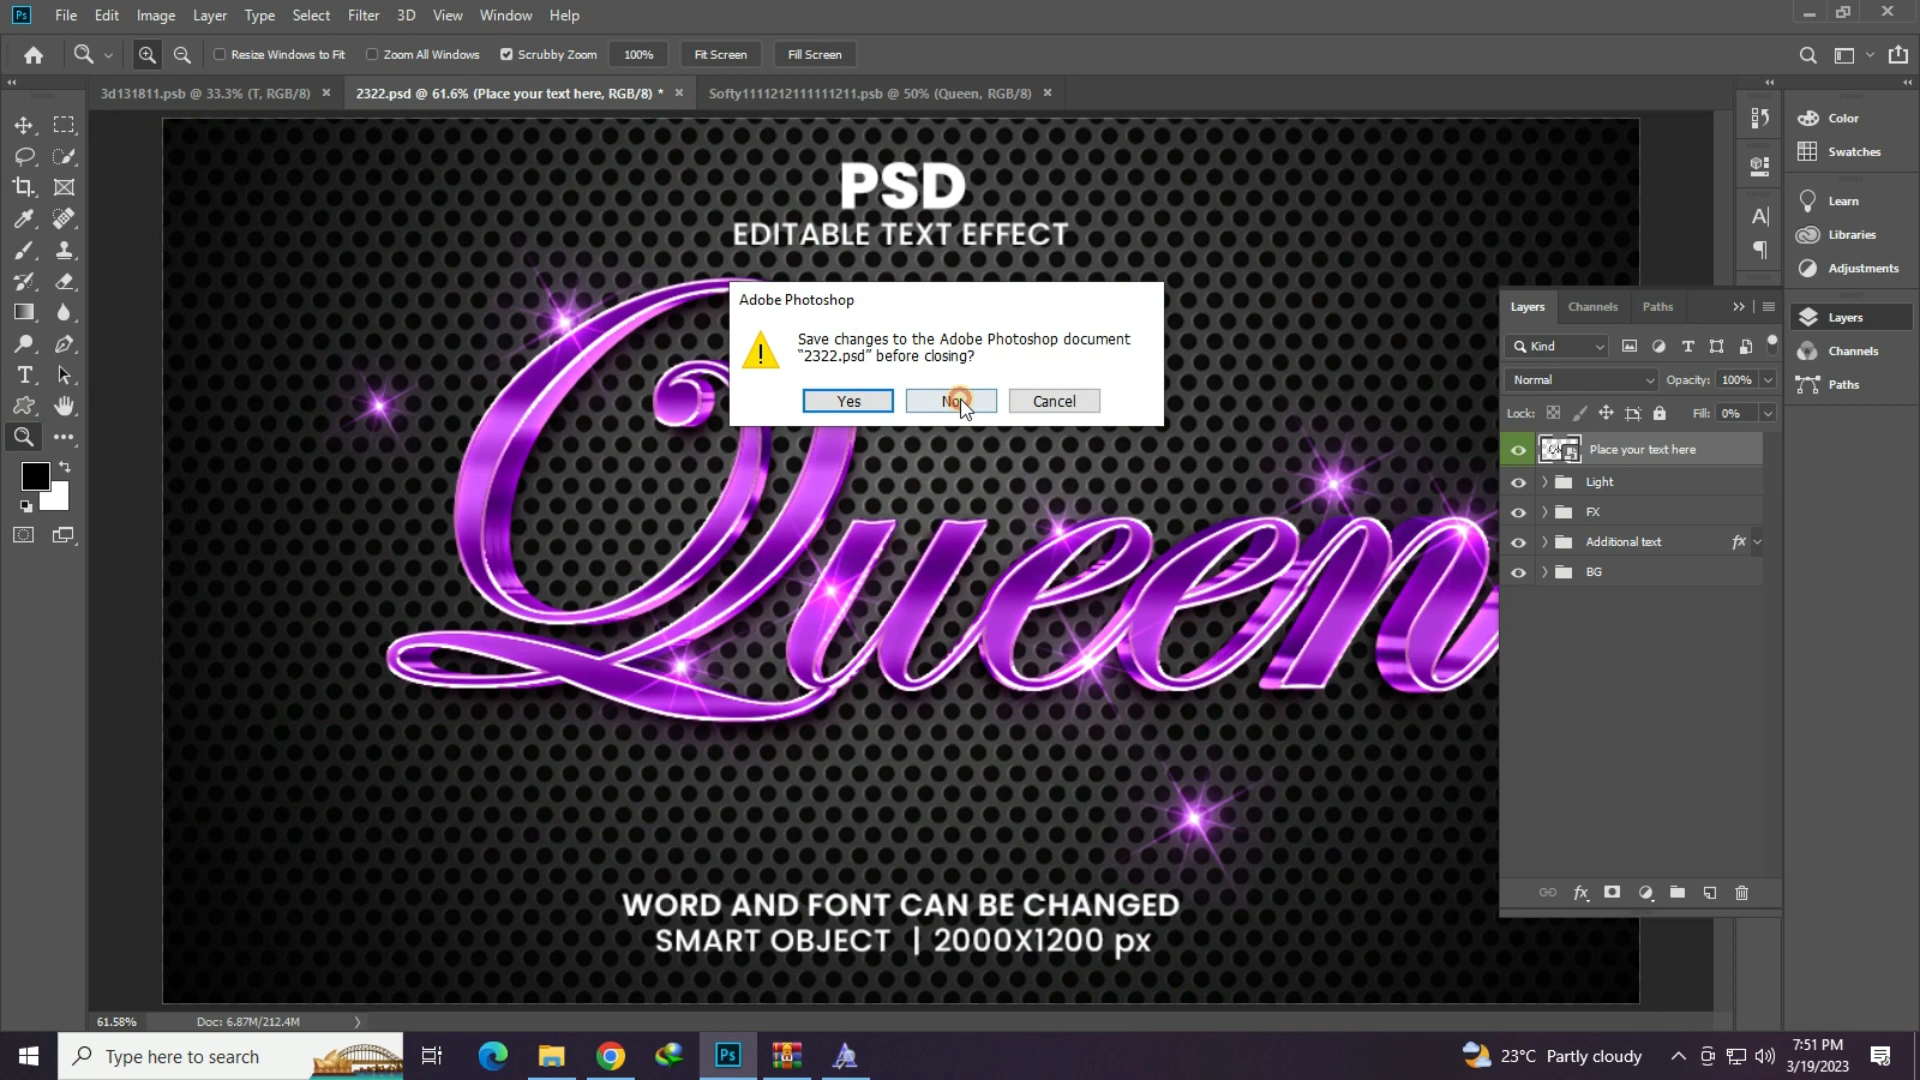 Ps File Edit Image Layer Type Select Filter 3D View Window Help
Resize Windows to Fit Zoom All Windows Scrubby Zoom 100% Fit Screen Fill Screen
3d131811.psb @ 33.3% (T, RGB/8) ×
2322.psd @ 61.6% (Place your text here, RGB/8) * ×
Softy1111212111111211.psb @ 50% (Queen, RGB/8) ×
PSD
EDITABLE TEXT EFFECT
Queen
WORD AND FONT CAN BE CHANGED
SMART OBJECT | 2000X1200 px
Adobe Photoshop
Save changes to the Adobe Photoshop document
“2322.psd” before closing?
Yes No Cancel
Color
Swatches
Learn
Libraries
Adjustments
Layers
Channels
Paths
Layers Channels Paths
Kind
Normal Opacity: 100%
Lock: Fill: 0%
Place your text here
Light
FX
Additional text fx
BG
fx
61.58% Doc: 6.87M/212.4M
Type here to search
Ps
23°C Partly cloudy
7:51 PM
3/19/2023